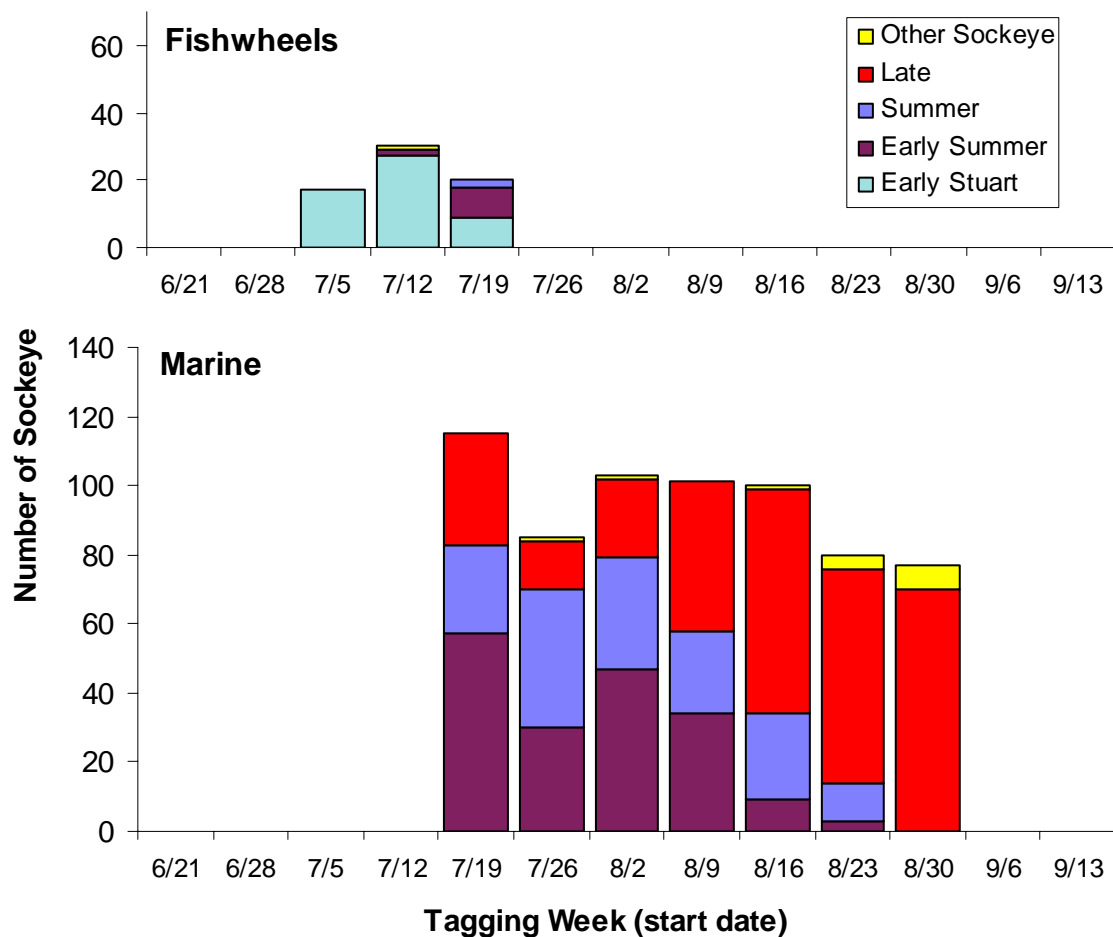 Fishwheels
Other Sockeye
Late
Summer
Early Summer
Early Stuart
60
40
20
0
6/21 6/28 7/5 7/12 7/19 7/26 8/2 8/9 8/16 8/23 8/30 9/6 9/13
Number of Sockeye
Marine
140
120
100
80
60
40
20
0
6/21 6/28 7/5 7/12 7/19 7/26 8/2 8/9 8/16 8/23 8/30 9/6 9/13
Tagging Week (start date)